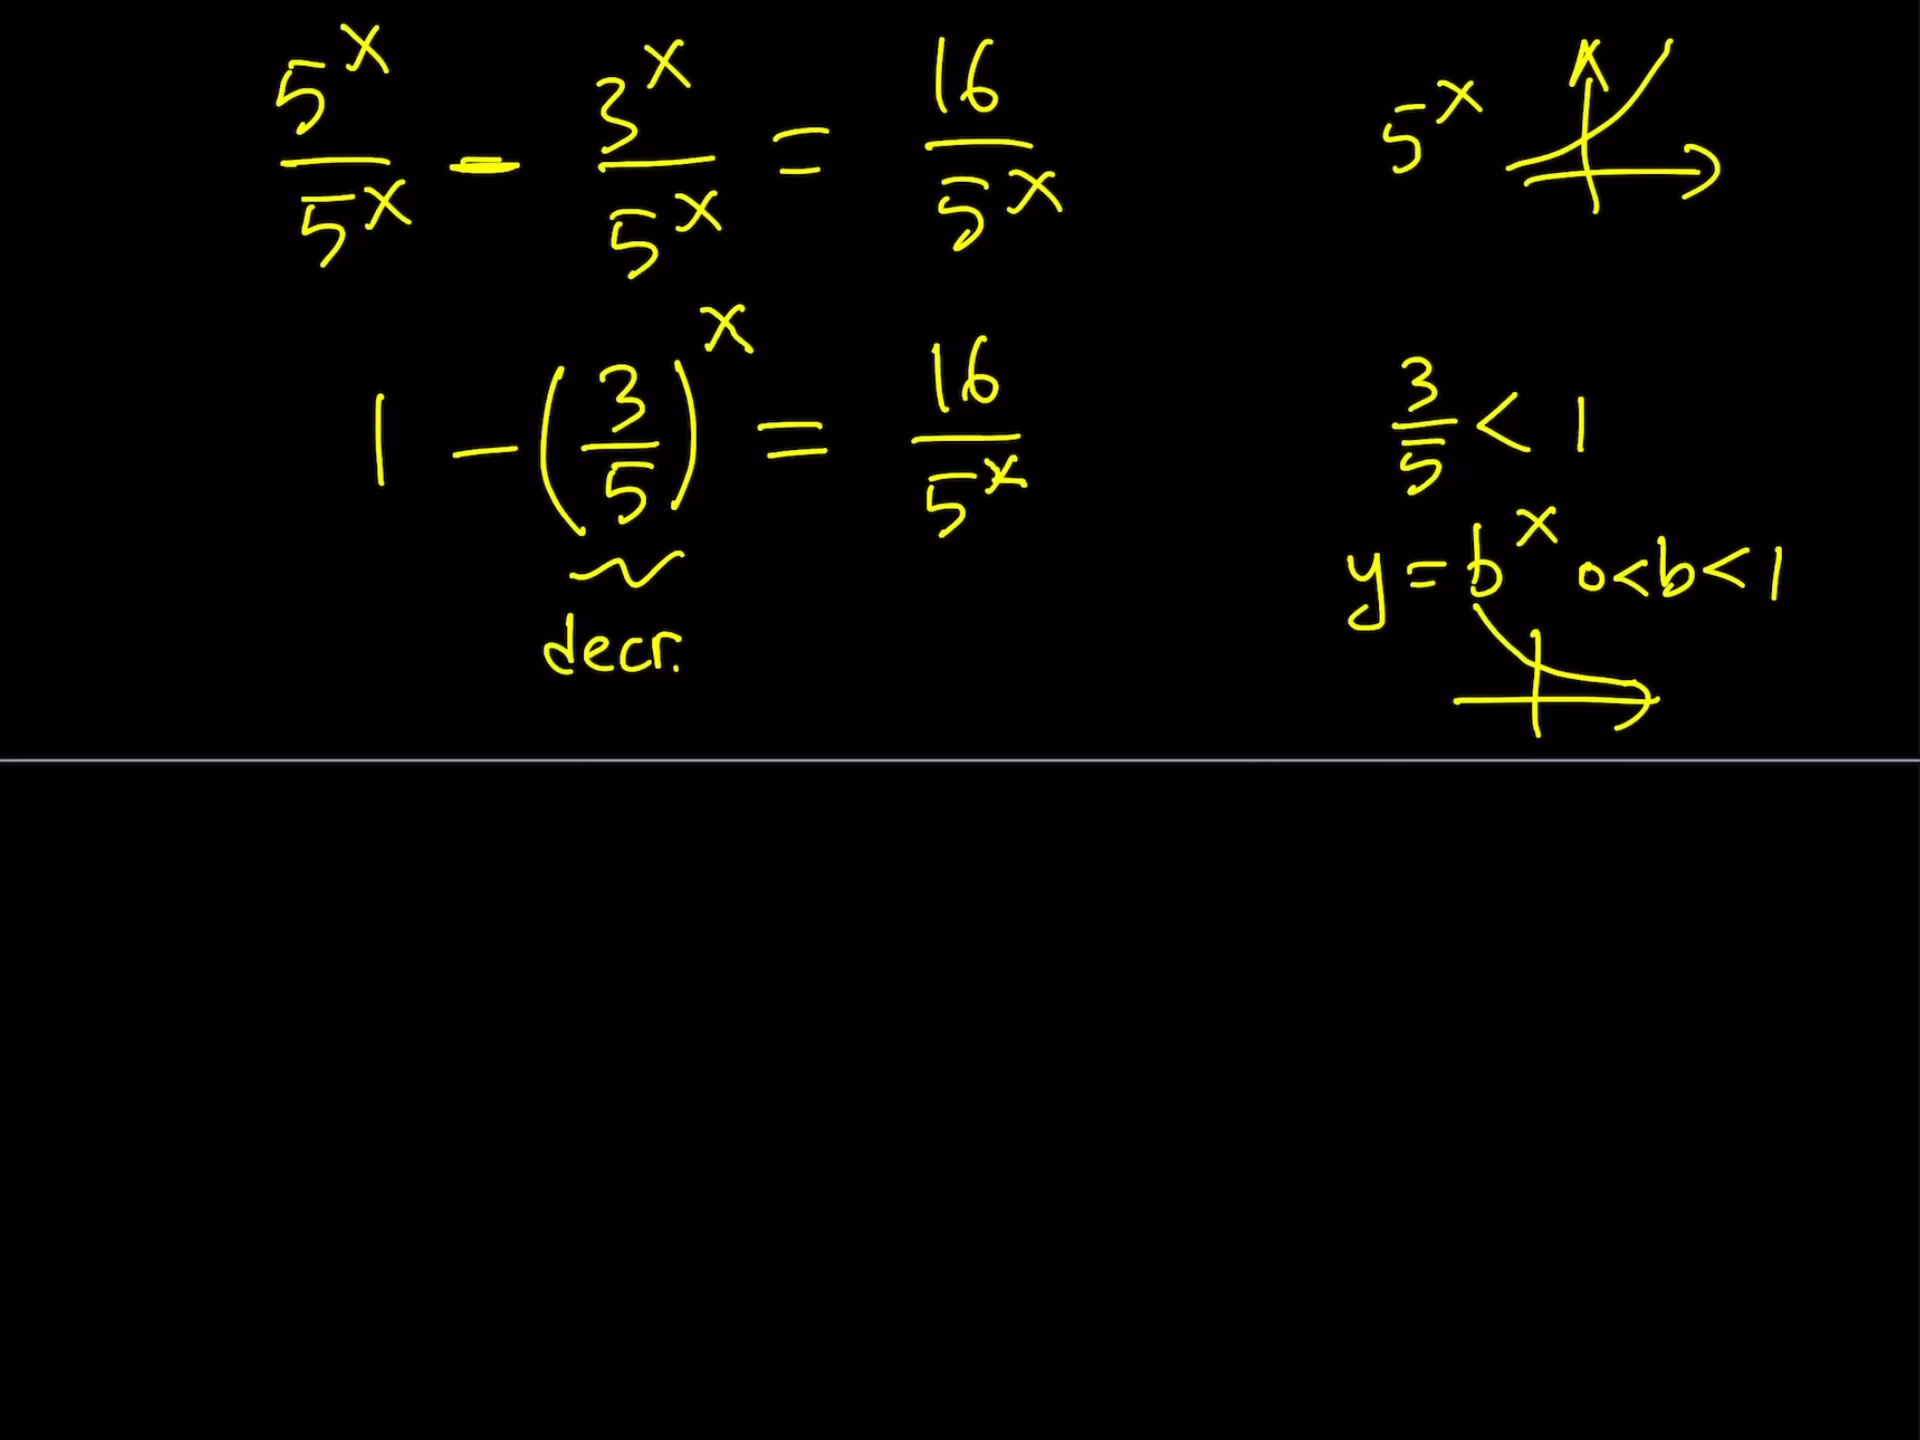 5^x/5^x - 3^x/5^x = 16/5^x
5^x
1 - (3/5)^x = 16/5^x
3/5 < 1
decr.
y = b^x 0<b<1